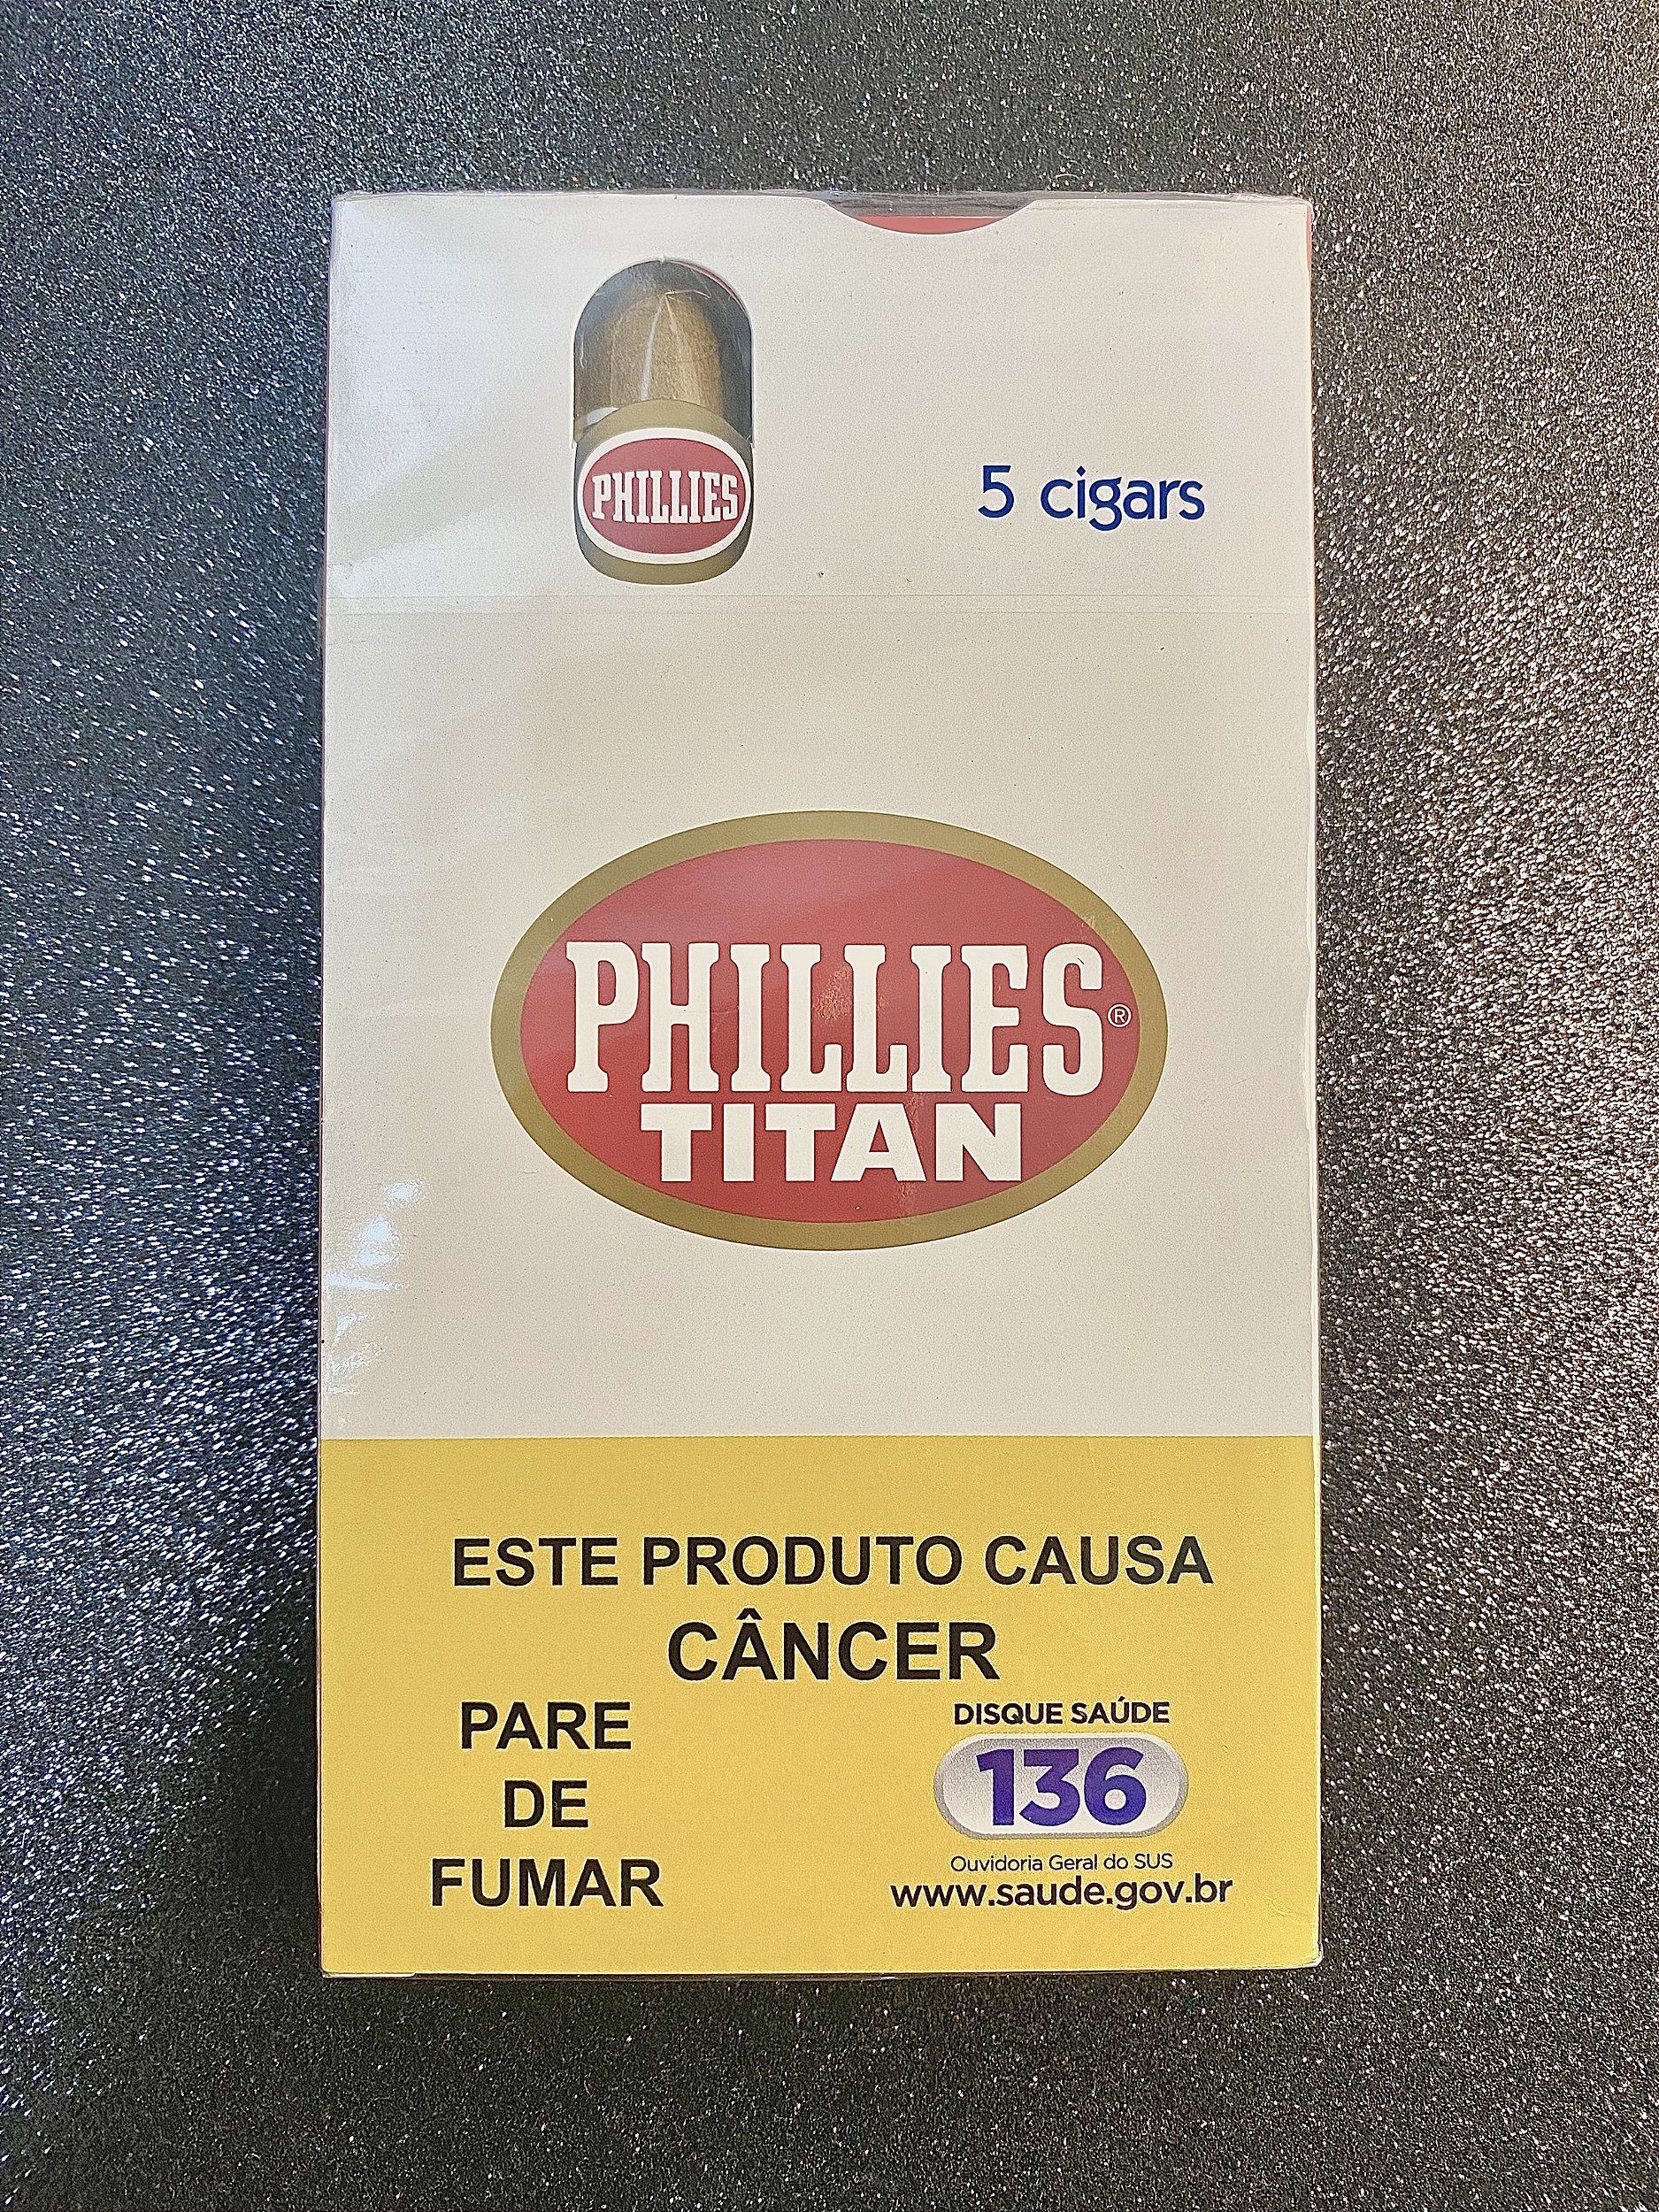 PHILLIES
5 cigars
PHILLIES®
TITAN
ESTE PRODUTO CAUSA
CÂNCER
PARE
DE
FUMAR
DISQUE SAÚDE
136
Ouvidoria Geral do SUS
www.saude.gov.br